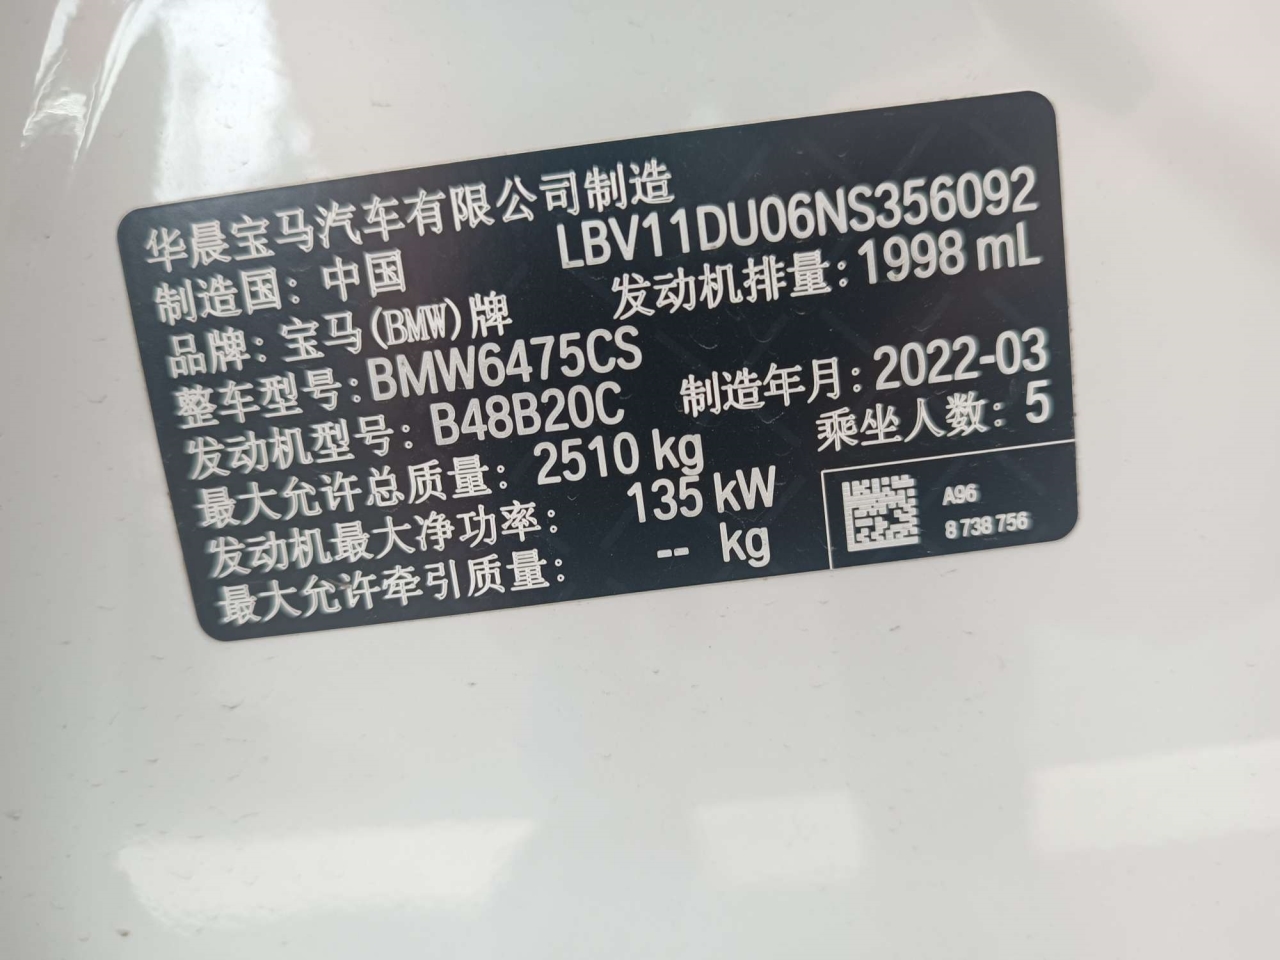 华晨宝马汽车有限公司制造
制造国：中国
LBV11DU06NS356092
品牌：宝马(BMW)牌
发动机排量：1998 mL
整车型号：BMW6475CS
发动机型号：B48B20C
制造年月：2022-03
最大允许总质量：2510 kg
乘坐人数：5
发动机最大净功率：135 kW
最大允许牵引质量：-- kg
A96
8 738 756